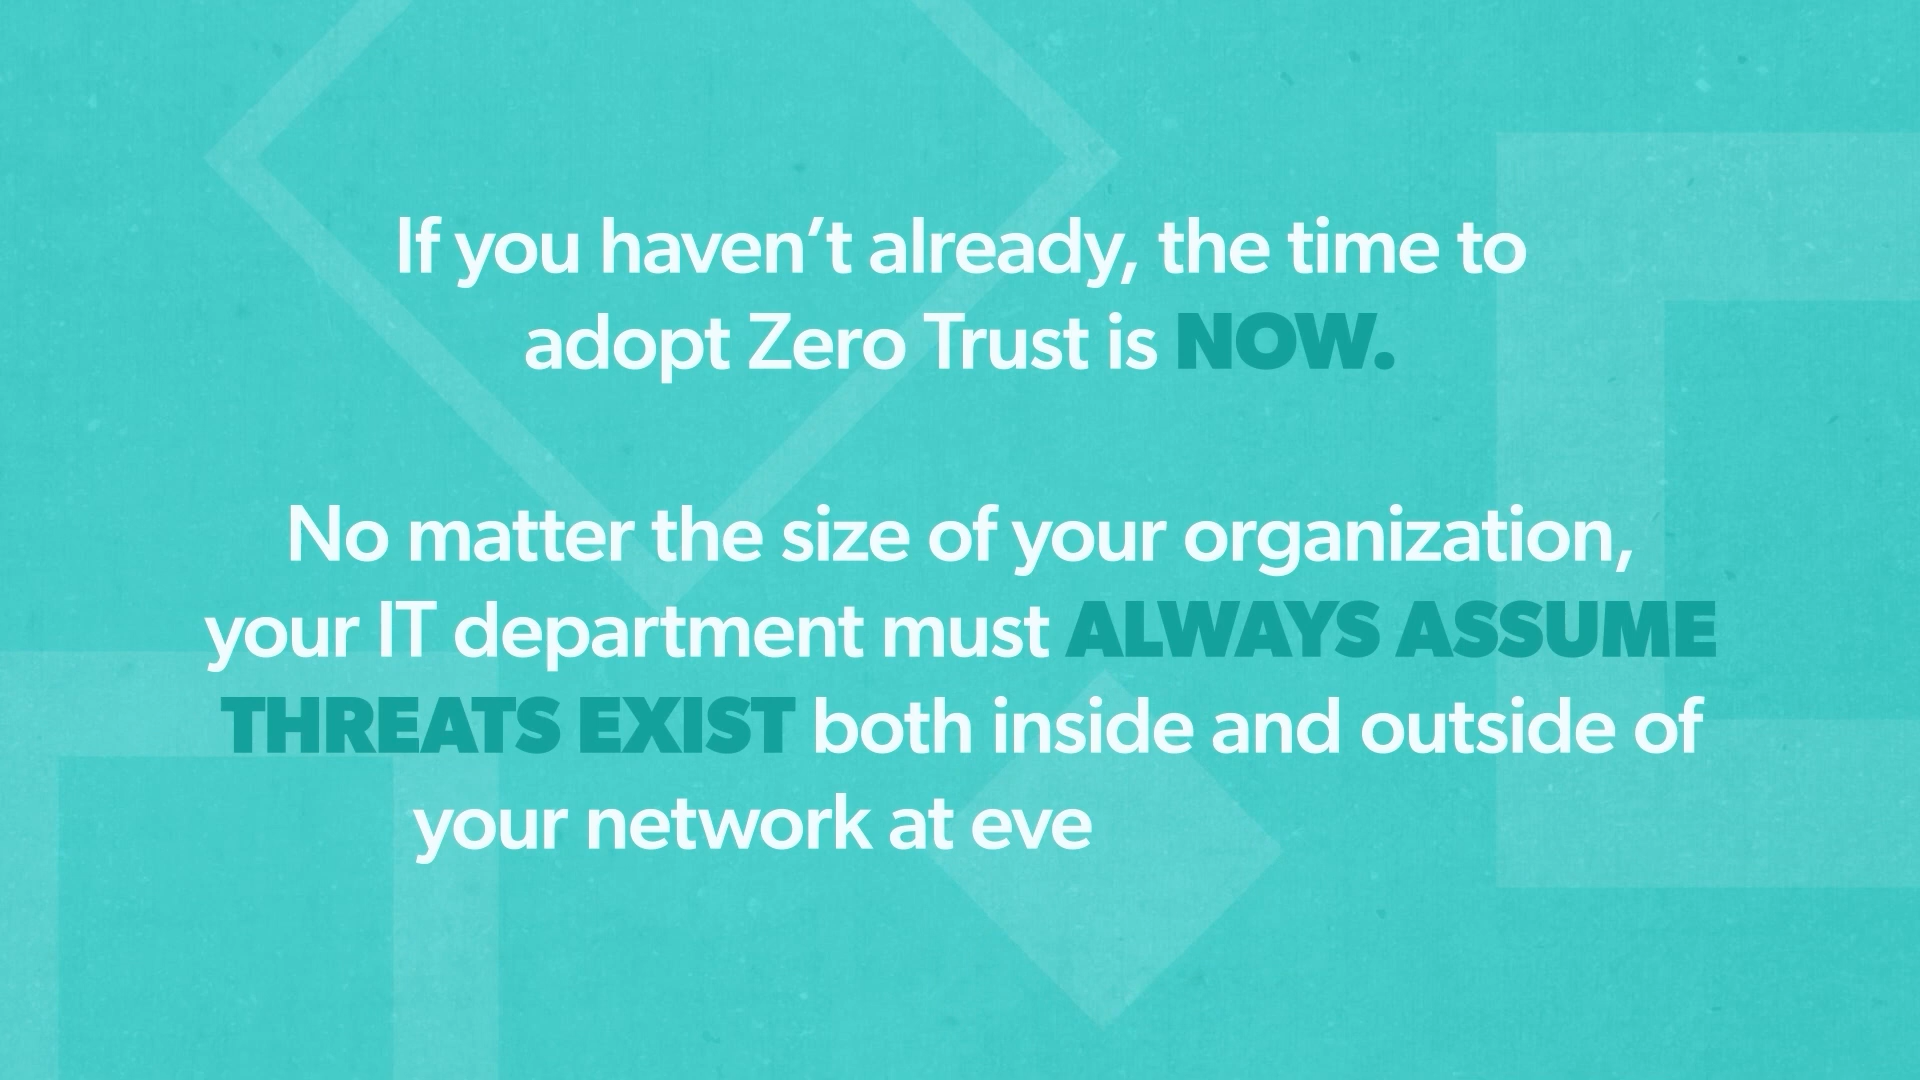 If you haven’t already, the time to
adopt Zero Trust is NOW.
No matter the size of your organization,
your IT department must ALWAYS ASSUME
THREATS EXIST both inside and outside of
your network at eve